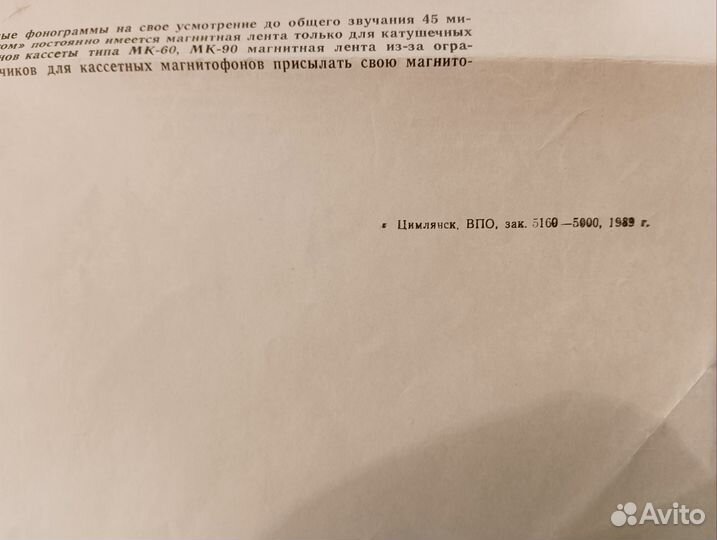 ые фонограммы на свое усмотрение до общего звучания 45 ми-
ом» постоянно имеется магнитная лента только для катушечных
нов кассеты типа МК-60, МК-90 магнитная лента из-за огра-
чиков для кассетных магнитофонов присылать свою магнито-
г Цимлянск, ВПО, зак. 5160—5000, 1989 г.
Avito